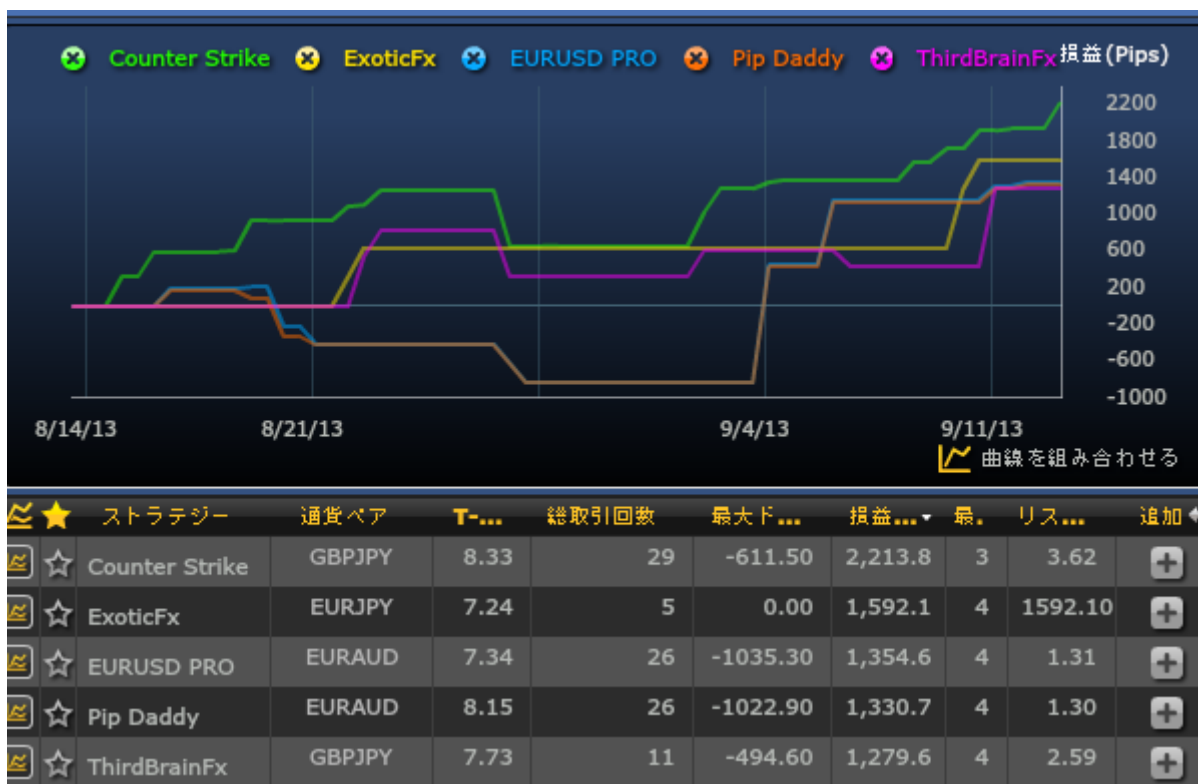 Counter Strike ExoticFx EURUSD PRO Pip Daddy ThirdBrainFx 損益(Pips)
2200
1800
1400
1000
600
200
-200
-600
-1000
8/14/13 8/21/13 9/4/13 9/11/13
曲線を組み合わせる
ストラテジー 通貨ペア T-... 総取引回数 最大ド... 損益... 最. リス... 追加
Counter Strike GBPJPY 8.33 29 -611.50 2,213.8 3 3.62
ExoticFx EURJPY 7.24 5 0.00 1,592.1 4 1592.10
EURUSD PRO EURAUD 7.34 26 -1035.30 1,354.6 4 1.31
Pip Daddy EURAUD 8.15 26 -1022.90 1,330.7 4 1.30
ThirdBrainFx GBPJPY 7.73 11 -494.60 1,279.6 4 2.59